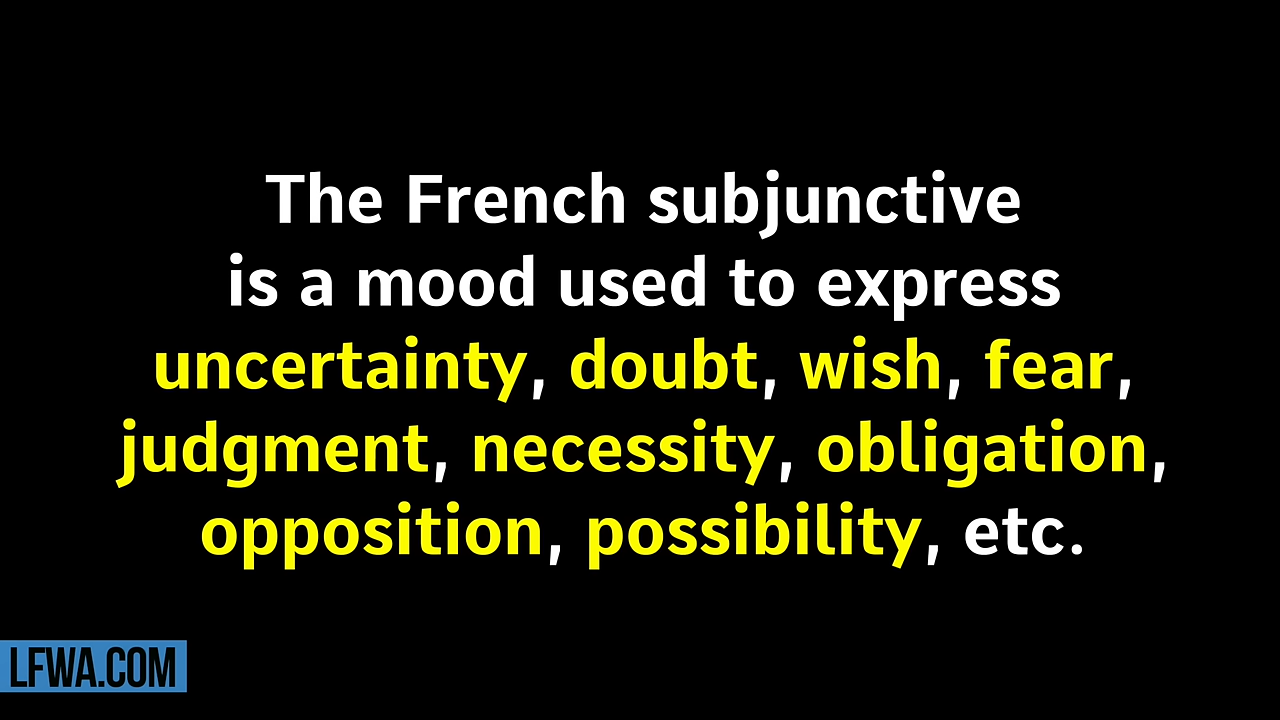 The French subjunctive
is a mood used to express
uncertainty, doubt, wish, fear,
judgment, necessity, obligation,
opposition, possibility, etc.
LFWA.COM